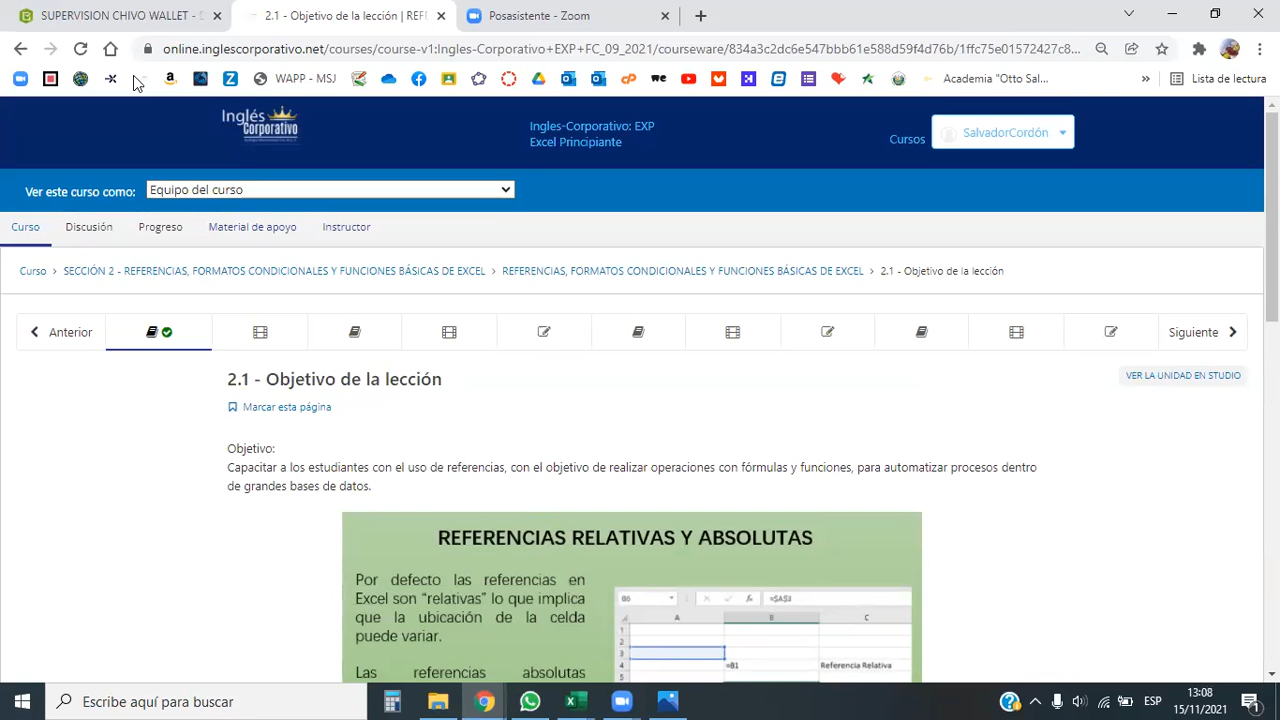 SUPERVISION CHIVO WALLET - E
2.1 - Objetivo de la lección | REFE
Posasistente - Zoom
online.inglescorporativo.net/courses/course-v1:Ingles-Corporativo+EXP+FC_09_2021/courseware/834a3c2dc6e547bbb61e588d59f4d76b/1ffc75e01572427c8...
WAPP - MSJ
Academia "Otto Sal...
»
Lista de lectura
Inglés
Corporativo
Ingles-Corporativo: EXP
Excel Principiante
Cursos
SalvadorCordón
Ver este curso como:
Equipo del curso
Curso
Discusión
Progreso
Material de apoyo
Instructor
Curso > SECCIÓN 2 - REFERENCIAS, FORMATOS CONDICIONALES Y FUNCIONES BÁSICAS DE EXCEL > REFERENCIAS, FORMATOS CONDICIONALES Y FUNCIONES BÁSICAS DE EXCEL > 2.1 - Objetivo de la lección
Anterior
Siguiente
2.1 - Objetivo de la lección
VER LA UNIDAD EN STUDIO
Marcar esta página
Objetivo:
Capacitar a los estudiantes con el uso de referencias, con el objetivo de realizar operaciones con fórmulas y funciones, para automatizar procesos dentro
de grandes bases de datos.
REFERENCIAS RELATIVAS Y ABSOLUTAS
Por defecto las referencias en
Excel son "relativas" lo que implica
que la ubicación de la celda
puede variar.
Las referencias absolutas
B6
fx
=$A$3
A B C
1
2
3
4 =B1 Referencia Relativa
5
Escribe aquí para buscar
ESP
13:08
15/11/2021